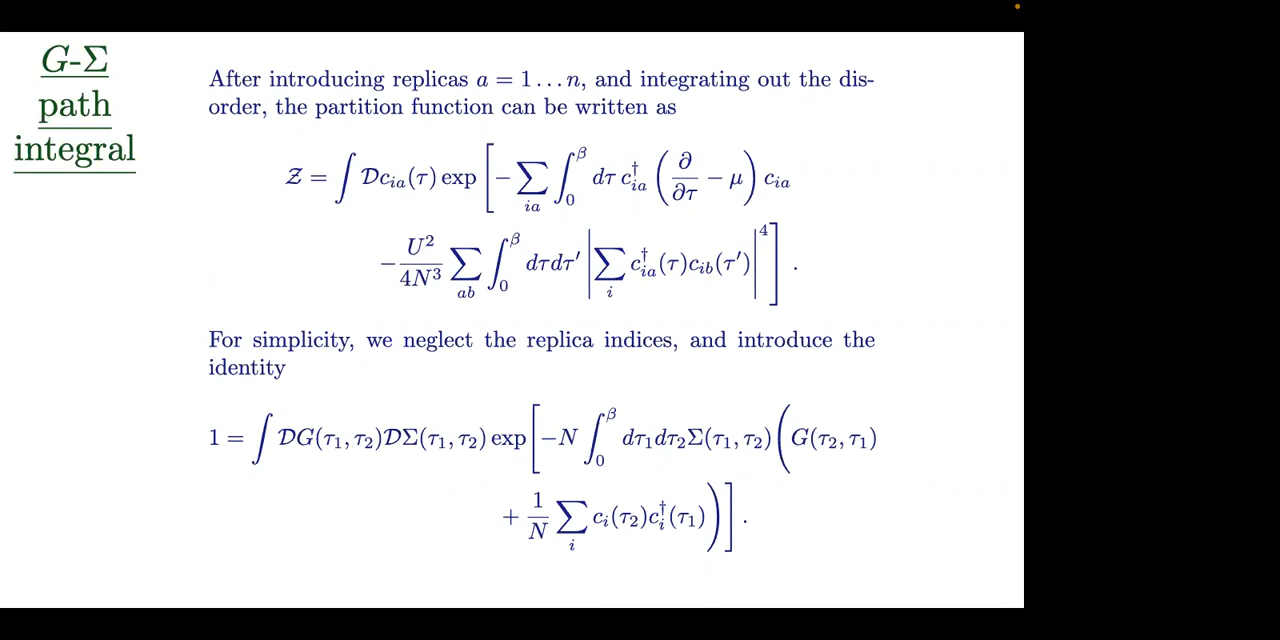 G-Σ
path
integral
After introducing replicas a = 1 … n, and integrating out the dis-
order, the partition function can be written as
𝒵 = ∫ 𝒟c_{ia}(τ) exp [ − ∑_{ia} ∫_0^β dτ c_{ia}^† ( ∂/∂τ − μ ) c_{ia}
− U²/4N³ ∑_{ab} ∫_0^β dτdτ′ | ∑_i c_{ia}^†(τ)c_{ib}(τ′) |⁴ ] .
For simplicity, we neglect the replica indices, and introduce the
identity
1 = ∫ 𝒟G(τ₁, τ₂)𝒟Σ(τ₁, τ₂) exp [ −N ∫_0^β dτ₁dτ₂Σ(τ₁, τ₂) ( G(τ₂, τ₁)
+ 1/N ∑_i c_i(τ₂)c_i^†(τ₁) ) ] .